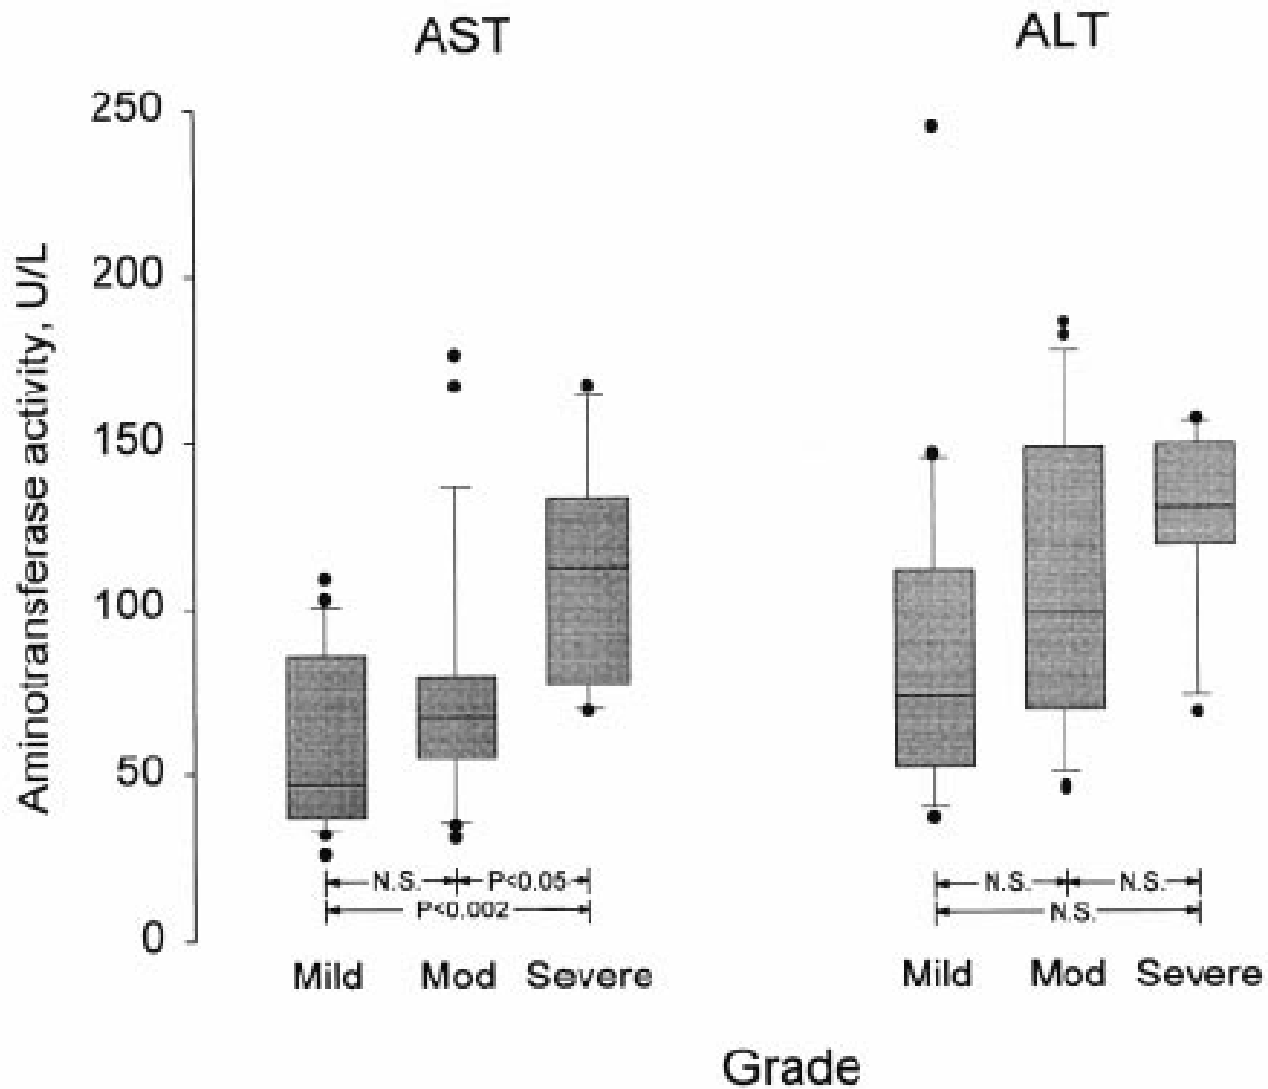 AST
ALT
250
200
150
100
50
0
Aminotransferase activity, U/L
N.S.
P<0.05
P<0.002
N.S.
N.S.
N.S.
Mild Mod Severe
Mild Mod Severe
Grade